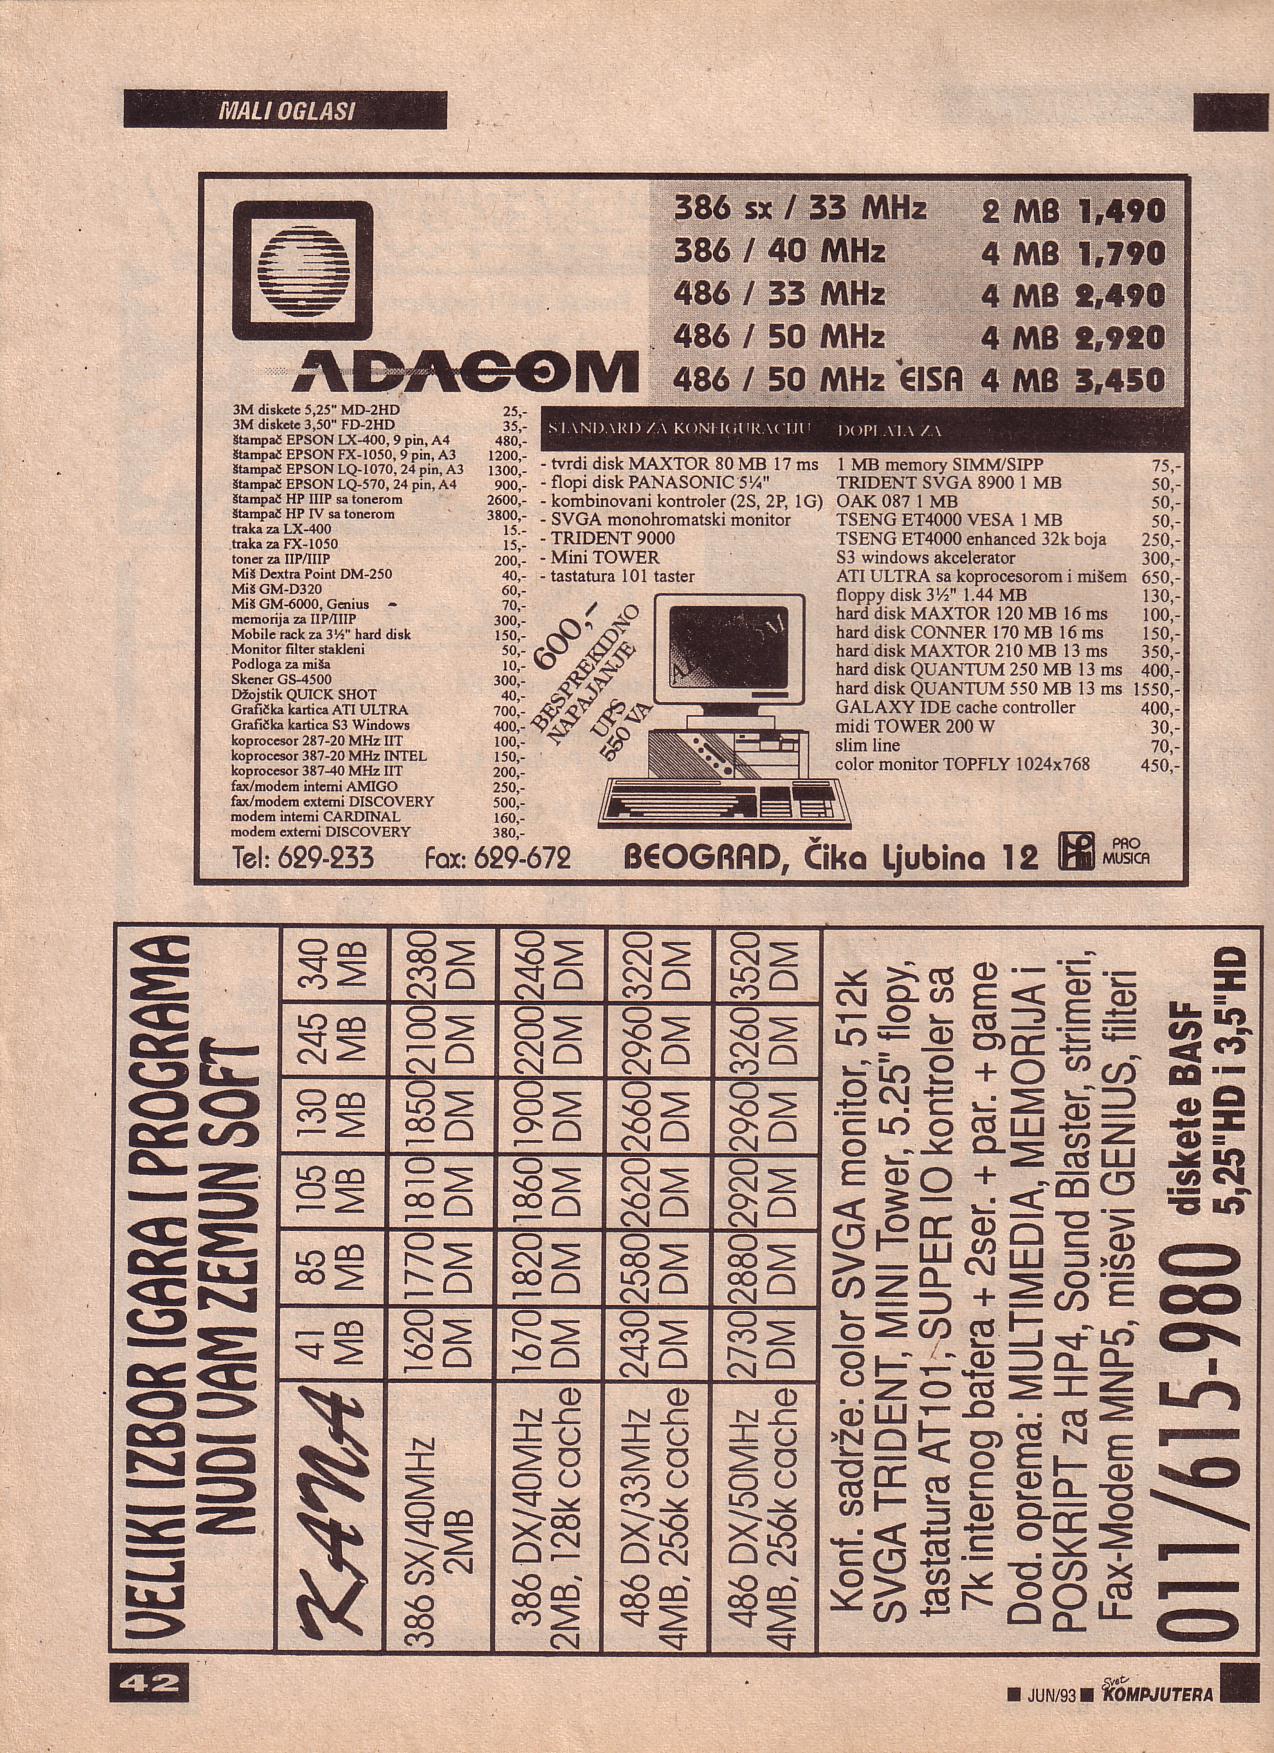 MALI OGLASI
ADACOM
386 sx / 33 MHz 2 MB 1,490
386 / 40 MHz 4 MB 1,790
486 / 33 MHz 4 MB 2,490
486 / 50 MHz 4 MB 2,920
486 / 50 MHz EISA 4 MB 3,450
3M diskete 5,25" MD-2HD 25,-
3M diskete 3,50" FD-2HD 35,-
štampač EPSON LX-400, 9 pin, A4 480,-
štampač EPSON FX-1050, 9 pin, A3 1200,-
štampač EPSON LQ-1070, 24 pin, A3 1300,-
štampač EPSON LQ-570, 24 pin, A4 900,-
štampač HP IIIP sa tonerom 2600,-
štampač HP IV sa tonerom 3800,-
traka za LX-400 15.-
traka za FX-1050 15,-
toner za IIP/IIIP 200,-
Miš Dextra Point DM-250 40,-
Miš GM-D320 60,-
Miš GM-6000, Genius 70,-
memorija za IIP/IIIP 300,-
Mobile rack za 3½" hard disk 150,-
Monitor filter stakleni 50,-
Podloga za miša 10,-
Skener GS-4500 300,-
Džojstik QUICK SHOT 40,-
Grafička kartica ATI ULTRA 700,-
Grafička kartica S3 Windows 400,-
koprocesor 287-20 MHz IIT 100,-
koprocesor 387-20 MHz INTEL 150,-
koprocesor 387-40 MHz IIT 200,-
fax/modem interni AMIGO 250,-
fax/modem externi DISCOVERY 500,-
modem interni CARDINAL 160,-
modem externi DISCOVERY 380,-
STANDARD ZA KONFIGURACIJU
- tvrdi disk MAXTOR 80 MB 17 ms
- flopi disk PANASONIC 5¼"
- kombinovani kontroler (2S, 2P, 1G)
- SVGA monohromatski monitor
- TRIDENT 9000
- Mini TOWER
- tastatura 101 taster
600,-
BESPREKIDNO
NAPAJANJE
UPS
550 VA
DOPLATA ZA
1 MB memory SIMM/SIPP 75,-
TRIDENT SVGA 8900 1 MB 50,-
OAK 087 1 MB 50,-
TSENG ET4000 VESA 1 MB 50,-
TSENG ET4000 enhanced 32k boja 250,-
S3 windows akcelerator 300,-
ATI ULTRA sa koprocesorom i mišem 650,-
floppy disk 3½" 1.44 MB 130,-
hard disk MAXTOR 120 MB 16 ms 100,-
hard disk CONNER 170 MB 16 ms 150,-
hard disk MAXTOR 210 MB 13 ms 350,-
hard disk QUANTUM 250 MB 13 ms 400,-
hard disk QUANTUM 550 MB 13 ms 1550,-
GALAXY IDE cache controller 400,-
midi TOWER 200 W 30,-
slim line 70,-
color monitor TOPFLY 1024x768 450,-
Tel: 629-233 Fax: 629-672 BEOGRAD, Čika Ljubina 12
PRO
MUSICA
VELIKI IZBOR IGARA I PROGRAMA
NUDI VAM ZEMUN SOFT
KANA 41 MB 85 MB 105 MB 130 MB 245 MB 340 MB
386 SX/40MHz 2MB 1620 DM 1770 DM 1810 DM 1850 DM 2100 DM 2380 DM
386 DX/40MHz 2MB, 128k cache 1670 DM 1820 DM 1860 DM 1900 DM 2200 DM 2460 DM
486 DX/33MHz 4MB, 256k cache 2430 DM 2580 DM 2620 DM 2660 DM 2960 DM 3220 DM
486 DX/50MHz 4MB, 256k cache 2730 DM 2880 DM 2920 DM 2960 DM 3260 DM 3520 DM
Konf. sadrže: color SVGA monitor, 512k
SVGA TRIDENT, MINI Tower, 5.25" flopy,
tastatura AT101, SUPER IO kontroler sa
7k internog bafera + 2ser. + par. + game
Dod. oprema: MULTIMEDIA, MEMORIJA i
POSKRIPT za HP4, Sound Blaster, strimeri,
Fax-Modem MNP5, miševi GENIUS, filteri
011/615-980
diskete BASF
5,25"HD i 3,5"HD
42
JUN/93 Svet KOMPJUTERA